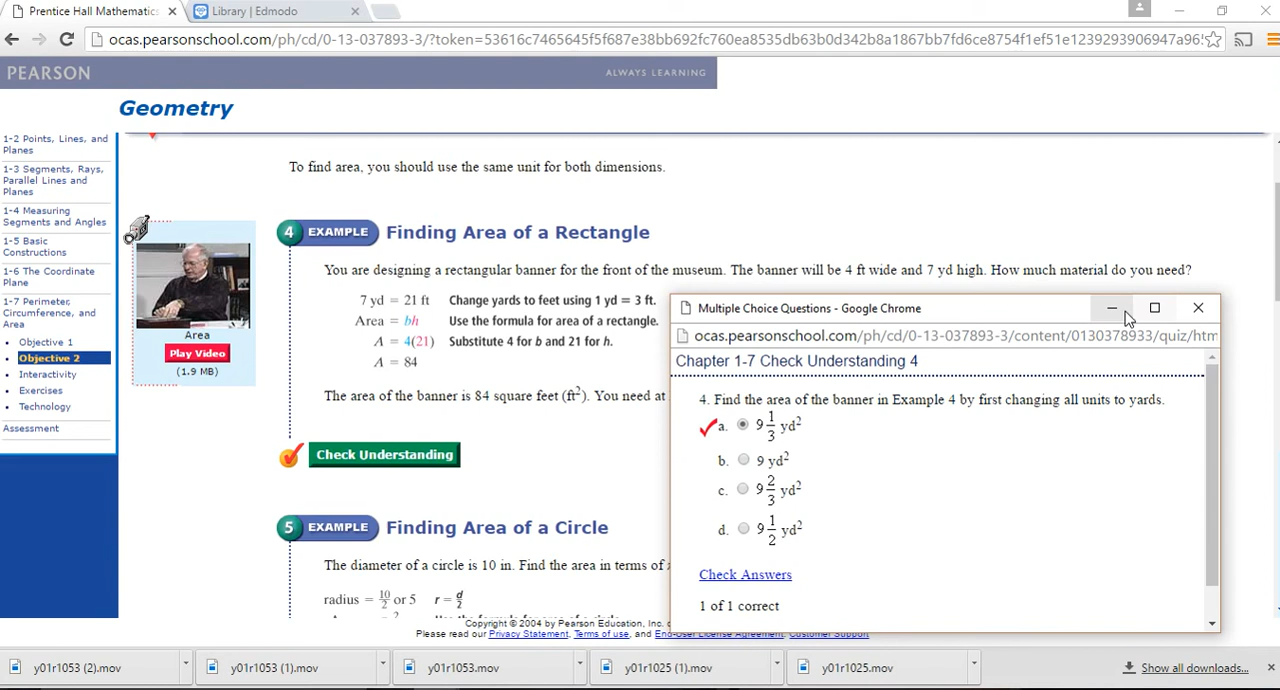 Prentice Hall Mathematics
Library | Edmodo
ocas.pearsonschool.com/ph/cd/0-13-037893-3/?token=53616c7465645f5f687e38bb692fc760ea8535db63b0d342b8a1867bb7fd6ce8754f1ef51e1239293906947a96
PEARSON
ALWAYS LEARNING
Geometry
1-2 Points, Lines, and
Planes
1-3 Segments, Rays,
Parallel Lines and
Planes
1-4 Measuring
Segments and Angles
1-5 Basic
Constructions
1-6 The Coordinate
Plane
1-7 Perimeter,
Circumference, and
Area
Objective 1
Objective 2
Interactivity
Exercises
Technology
Assessment
To find area, you should use the same unit for both dimensions.
Area
Play Video
(1.9 MB)
4 EXAMPLE Finding Area of a Rectangle
You are designing a rectangular banner for the front of the museum. The banner will be 4 ft wide and 7 yd high. How much material do you need?
7 yd = 21 ft Change yards to feet using 1 yd = 3 ft.
Area = bh Use the formula for area of a rectangle.
A = 4(21) Substitute 4 for b and 21 for h.
A = 84
The area of the banner is 84 square feet (ft²). You need at
Check Understanding
5 EXAMPLE Finding Area of a Circle
The diameter of a circle is 10 in. Find the area in terms of
radius = 10/2 or 5 r = d/2
Multiple Choice Questions - Google Chrome
ocas.pearsonschool.com/ph/cd/0-13-037893-3/content/0130378933/quiz/htm
Chapter 1-7 Check Understanding 4
4. Find the area of the banner in Example 4 by first changing all units to yards.
a. 9 1/3 yd²
b. 9 yd²
c. 9 2/3 yd²
d. 9 1/2 yd²
Check Answers
1 of 1 correct
Copyright © 2004 by Pearson Education, Inc.
Please read our Privacy Statement, Terms of use, and End-User License Agreement. Customer Support
y01r1053 (2).mov
y01r1053 (1).mov
y01r1053.mov
y01r1025 (1).mov
y01r1025.mov
Show all downloads...